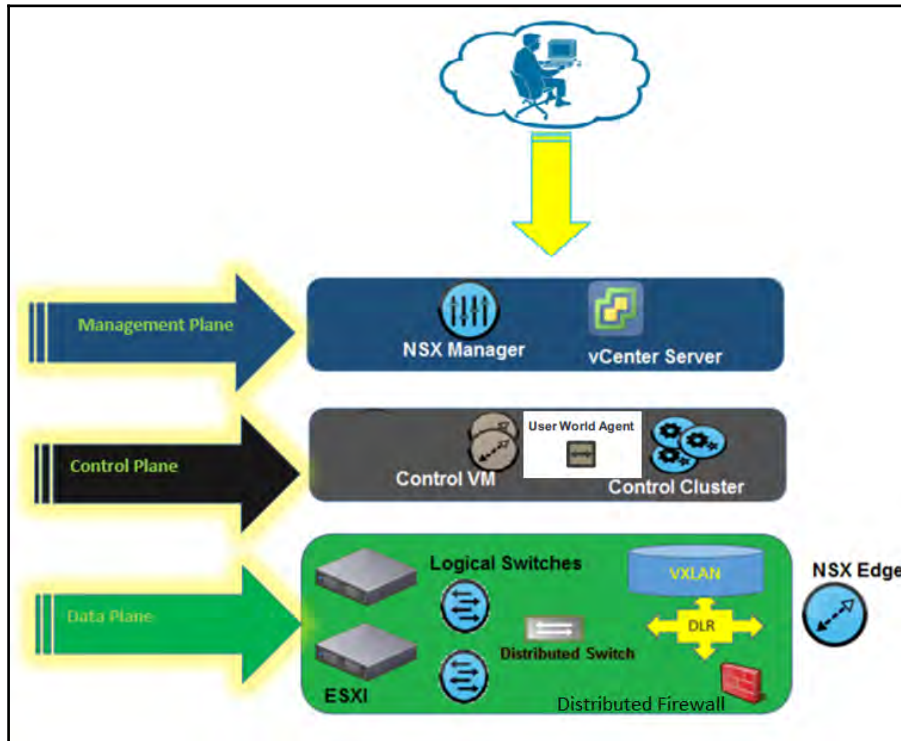 Management Plane
NSX Manager
vCenter Server
Control Plane
Control VM
User World Agent
Control Cluster
Data Plane
Logical Switches
ESXI
Distributed Switch
VXLAN
DLR
Distributed Firewall
NSX Edge